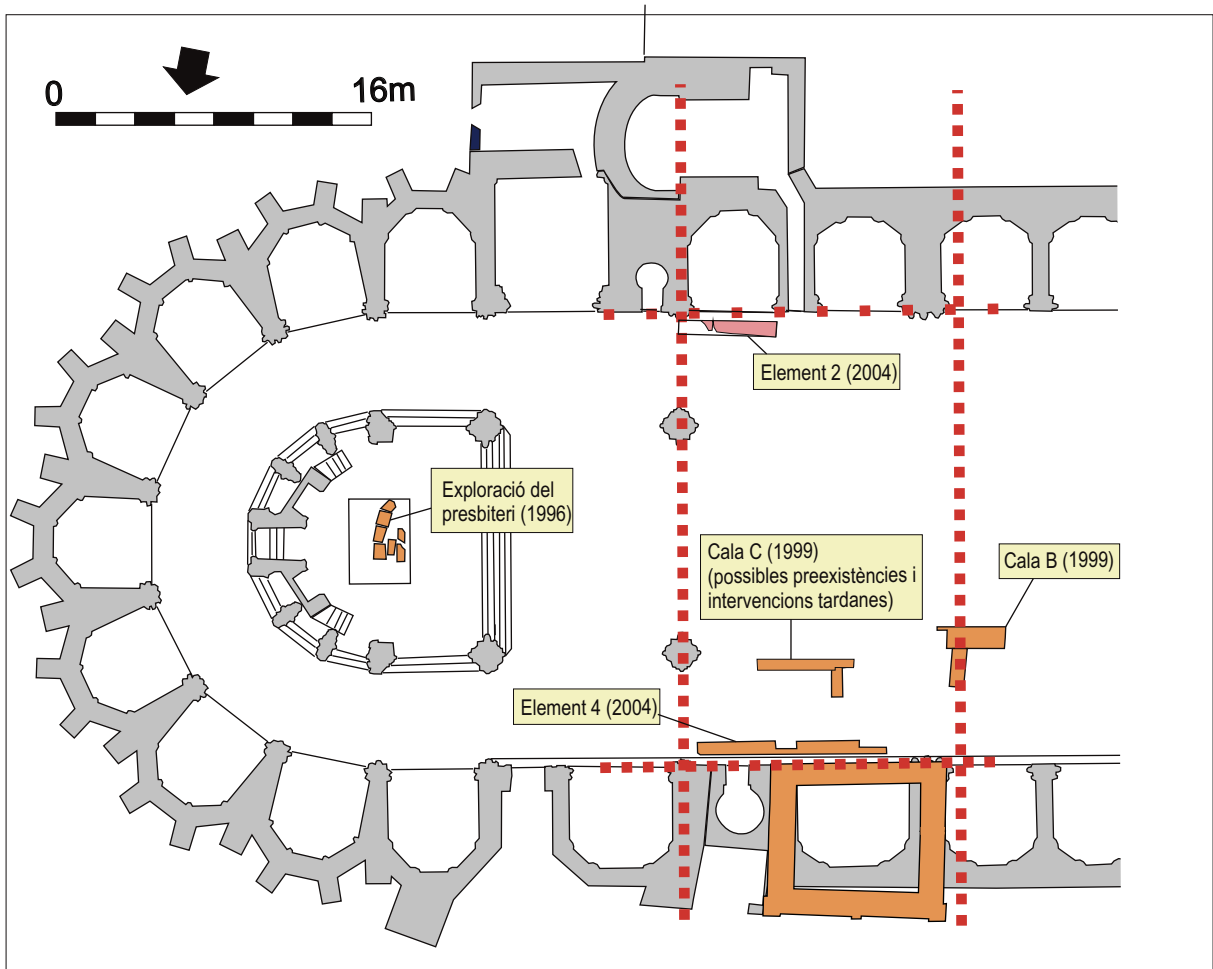 0 16m
Element 2 (2004)
Exploració del
presbiteri (1996)
Cala C (1999)
(possibles preexistències i
intervencions tardanes)
Cala B (1999)
Element 4 (2004)